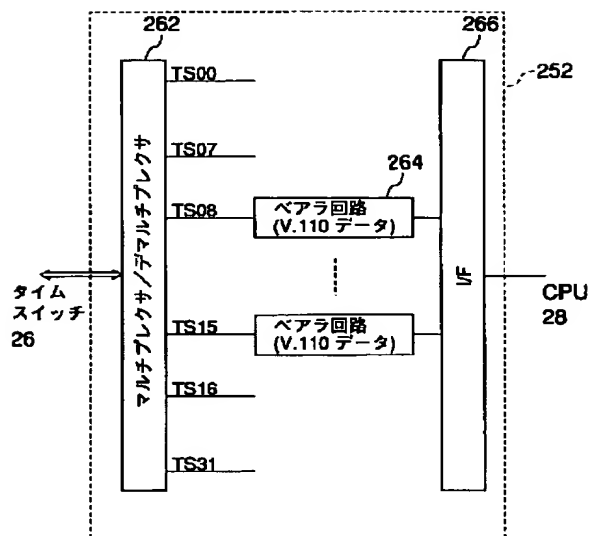 262
266
252
TS00
TS07
264
TS08
ベアラ回路
(V.110 データ)
マルチプレクサ/デマルチプレクサ
I/F
タイム
スイッチ
26
CPU
28
TS15
ベアラ回路
(V.110 データ)
TS16
TS31